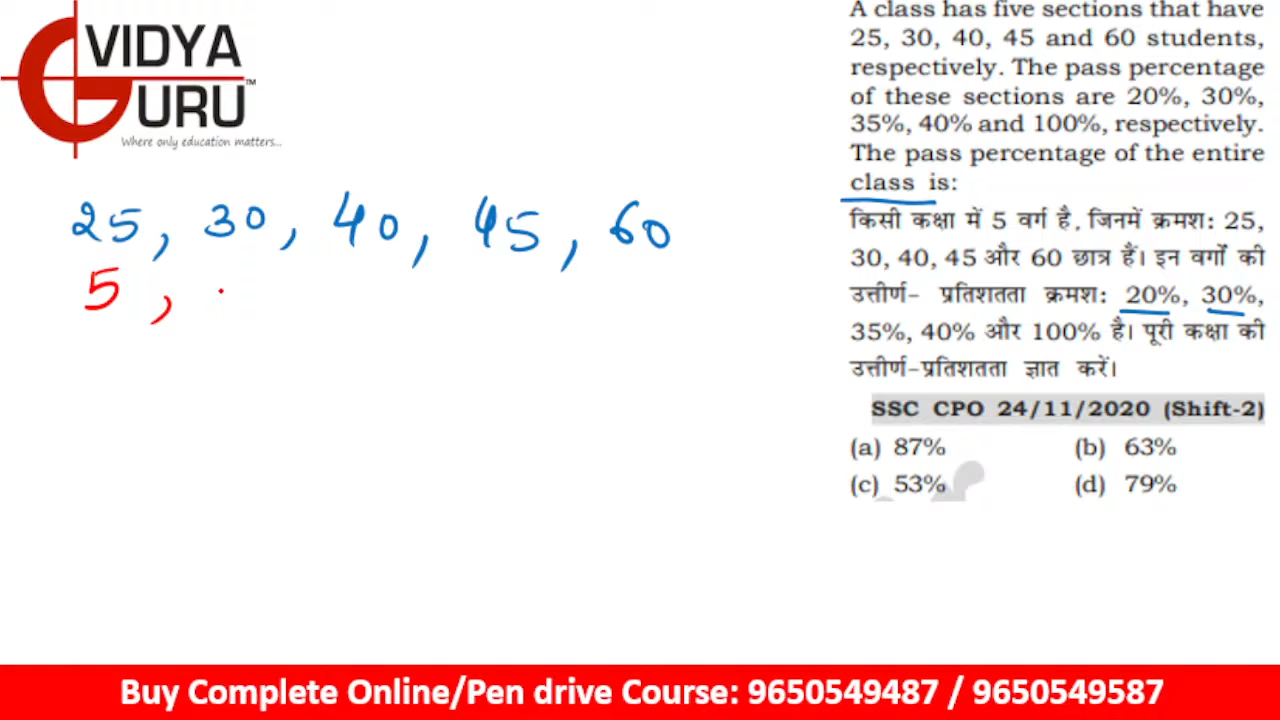 VIDYA
GURU™
Where only education matters...
25, 30, 40, 45, 60
5,
A class has five sections that have
25, 30, 40, 45 and 60 students,
respectively. The pass percentage
of these sections are 20%, 30%,
35%, 40% and 100%, respectively.
The pass percentage of the entire
class is:
किसी कक्षा में 5 वर्ग है, जिनमें क्रमश: 25,
30, 40, 45 और 60 छात्र हैं। इन वर्गों की
उत्तीर्ण- प्रतिशतता क्रमश: 20%, 30%,
35%, 40% और 100% है। पूरी कक्षा की
उत्तीर्ण-प्रतिशतता ज्ञात करें।
SSC CPO 24/11/2020 (Shift-2)
(a) 87% (b) 63%
(c) 53% (d) 79%
Buy Complete Online/Pen drive Course: 9650549487 / 9650549587